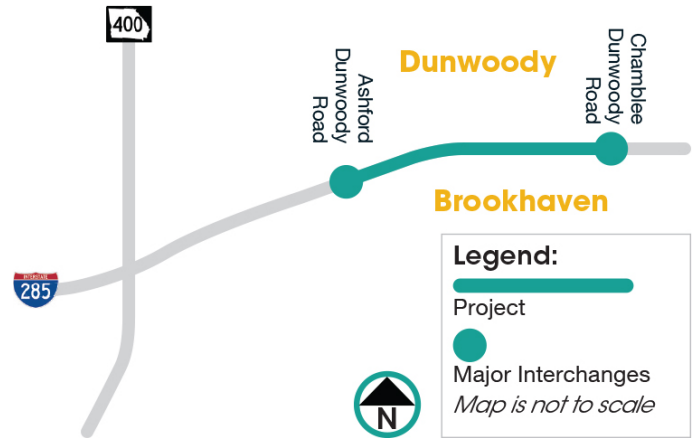 400
Dunwoody
Ashford
Dunwoody
Road
Chamblee
Dunwoody
Road
Brookhaven
INTERSTATE
285
Legend:
Project
Major Interchanges
Map is not to scale
N